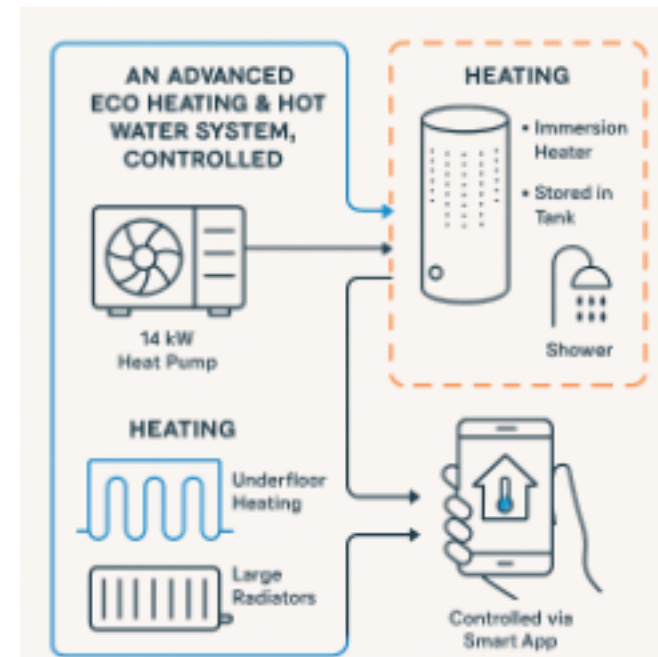 AN ADVANCED
ECO HEATING & HOT
WATER SYSTEM,
CONTROLLED
14 kW
Heat Pump
HEATING
• Immersion
Heater
• Stored in
Tank
Shower
HEATING
Underfloor
Heating
Large
Radiators
Controlled via
Smart App